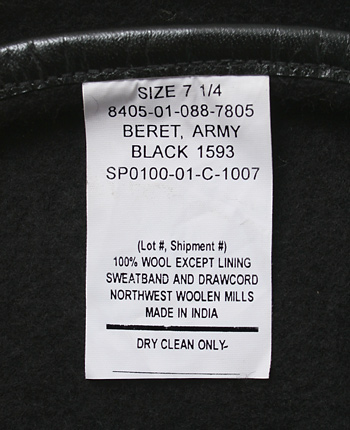 SIZE 7 1/4
8405-01-088-7805
BERET, ARMY
BLACK 1593
SP0100-01-C-1007
(Lot #, Shipment #)
100% WOOL EXCEPT LINING
SWEATBAND AND DRAWCORD
NORTHWEST WOOLEN MILLS
MADE IN INDIA
DRY CLEAN ONLY-